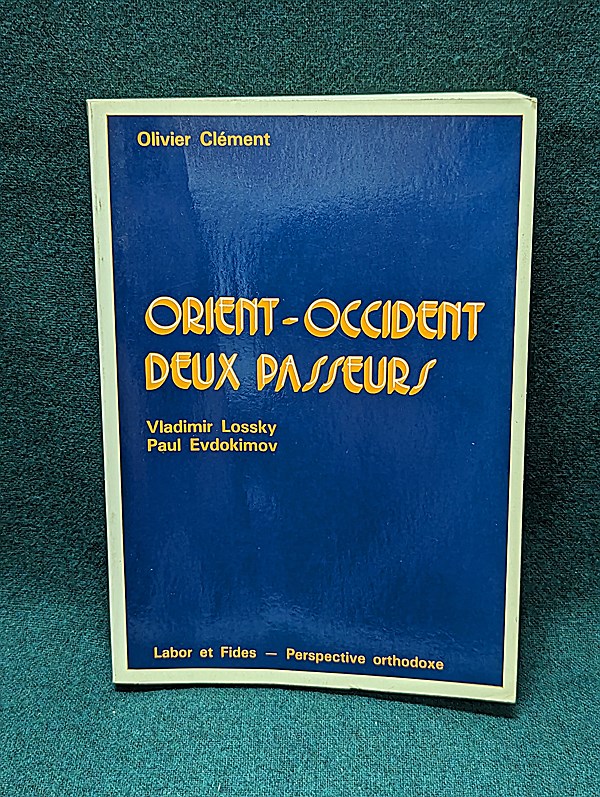 Olivier Clément
ORIENT-OCCIDENT
DEUX PASSEURS
Vladimir Lossky
Paul Evdokimov
Labor et Fides — Perspective orthodoxe